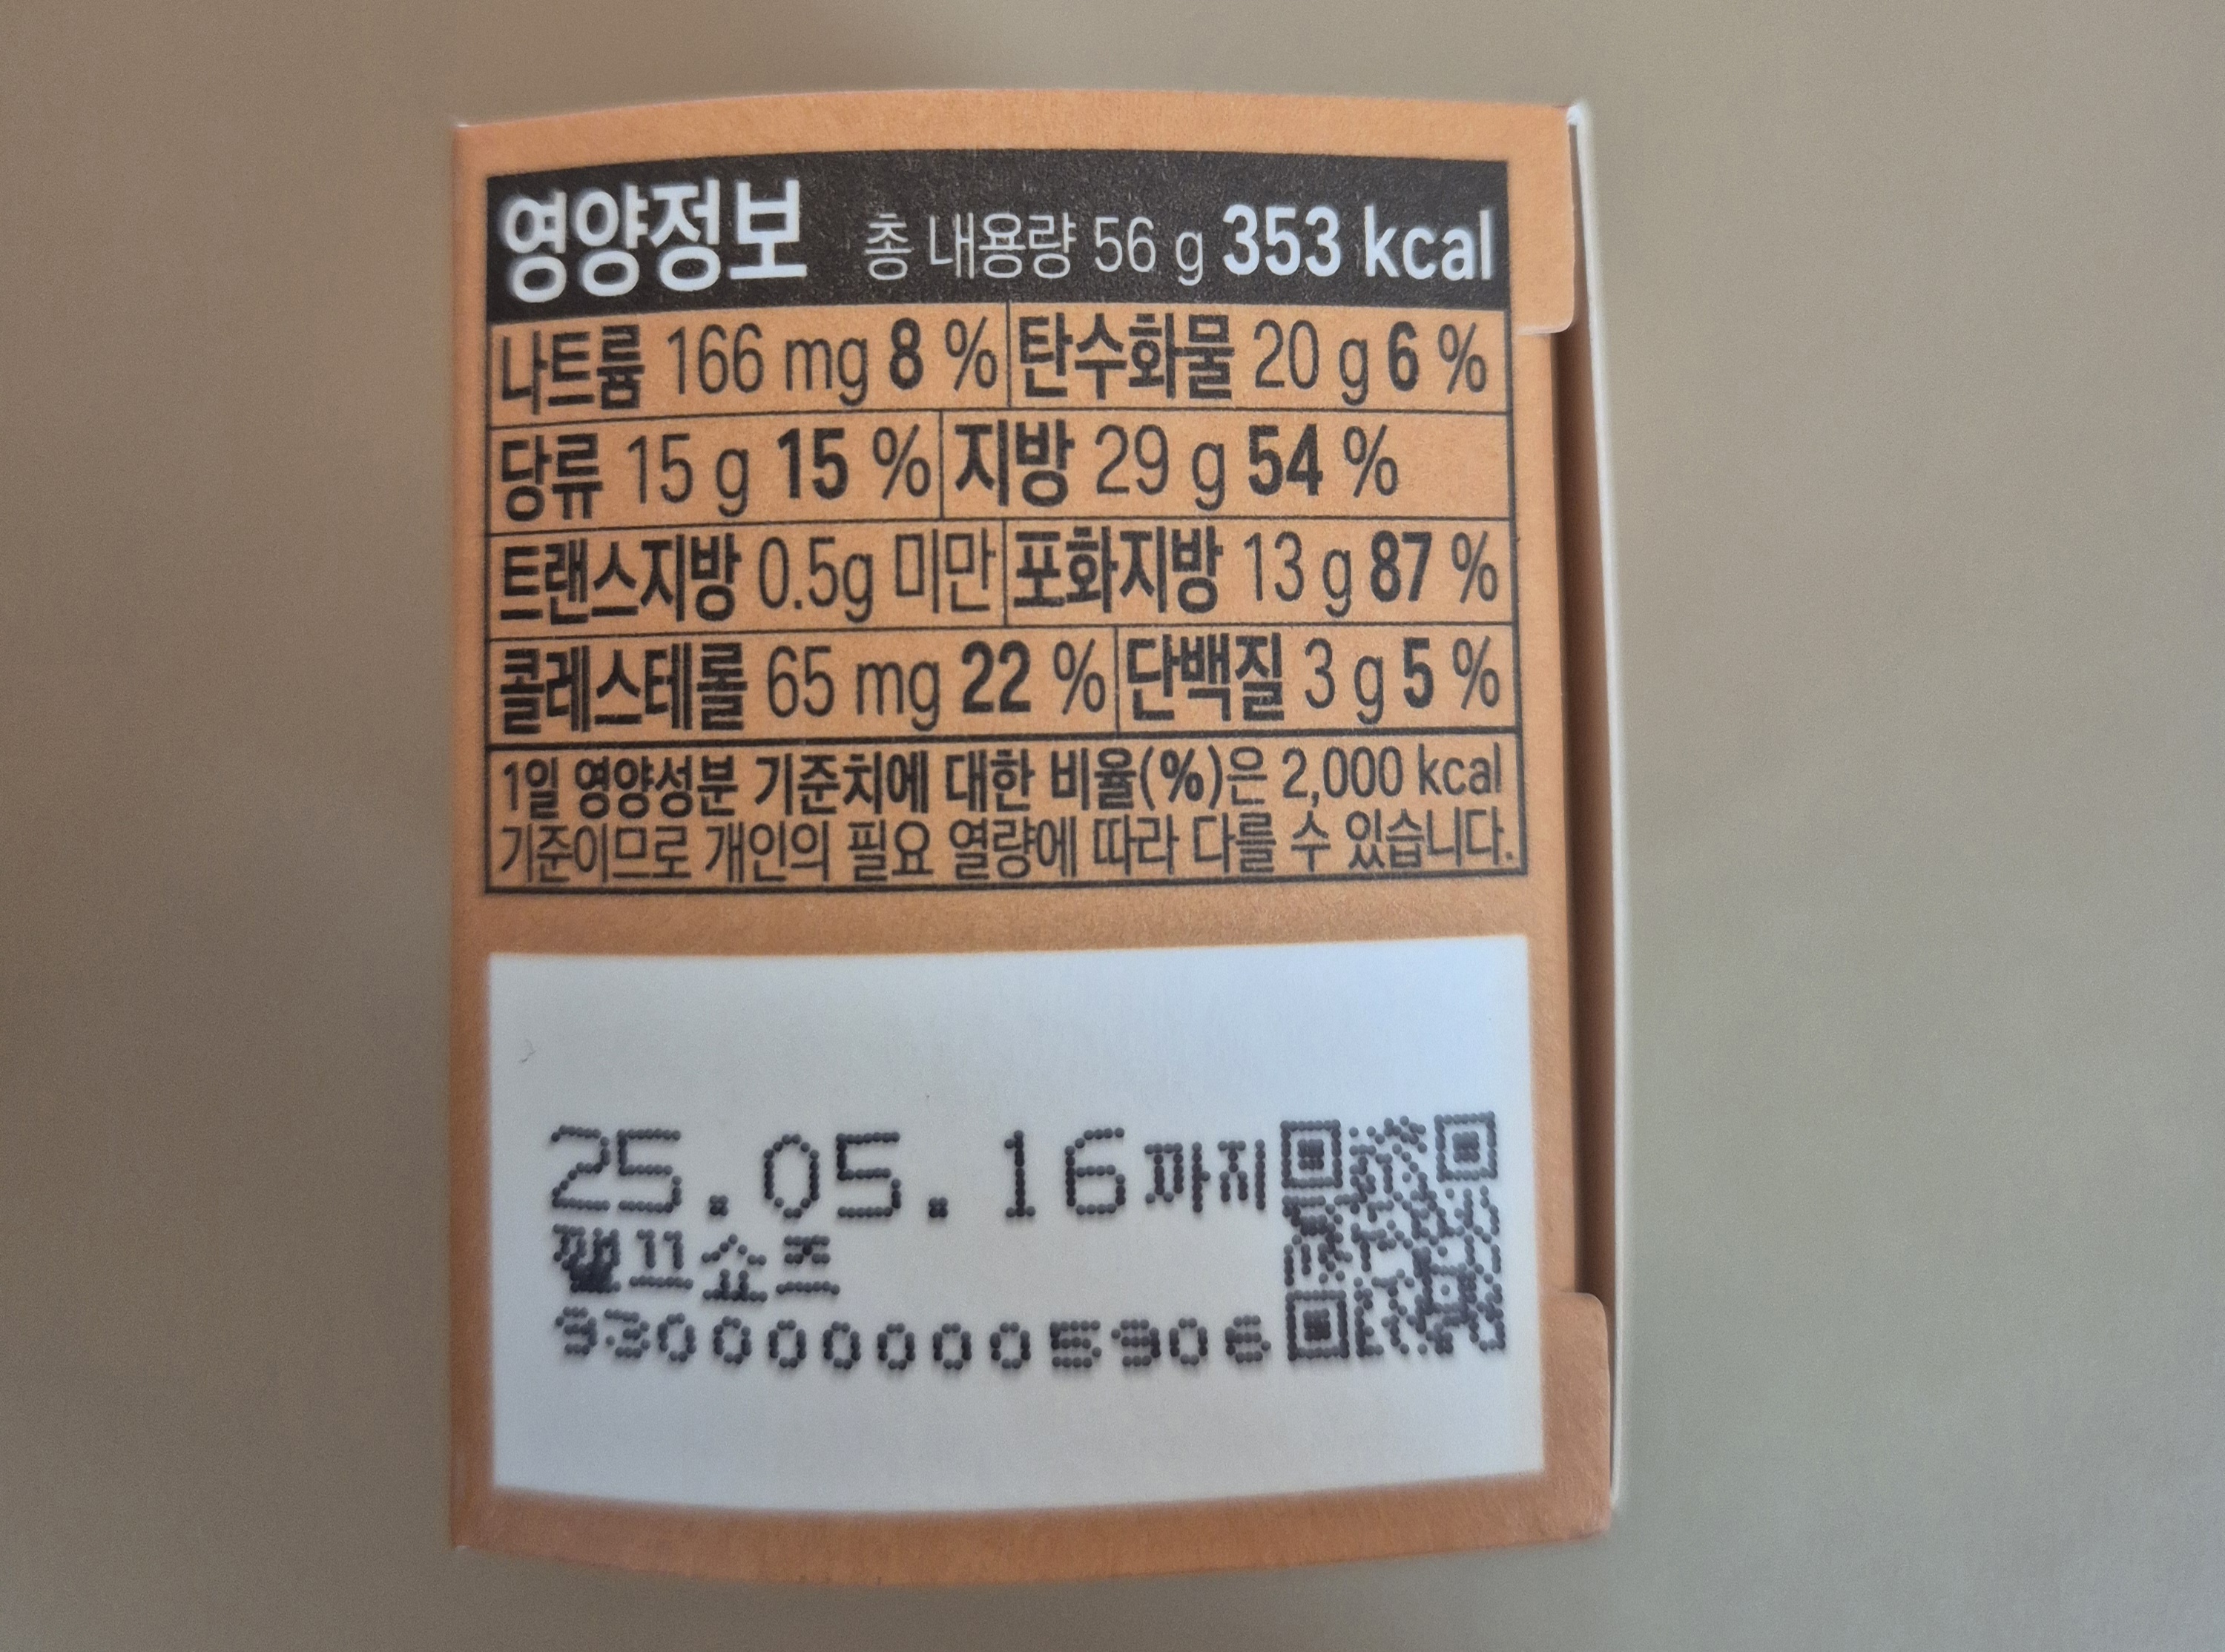 영양정보 총 내용량 56 g 353 kcal
나트륨 166 mg 8 % 탄수화물 20 g 6 %
당류 15 g 15 % 지방 29 g 54 %
트랜스지방 0.5g 미만 포화지방 13 g 87 %
콜레스테롤 65 mg 22 % 단백질 3 g 5 %
1일 영양성분 기준치에 대한 비율(%)은 2,000 kcal
기준이므로 개인의 필요 열량에 따라 다를 수 있습니다.
25.05.16까지